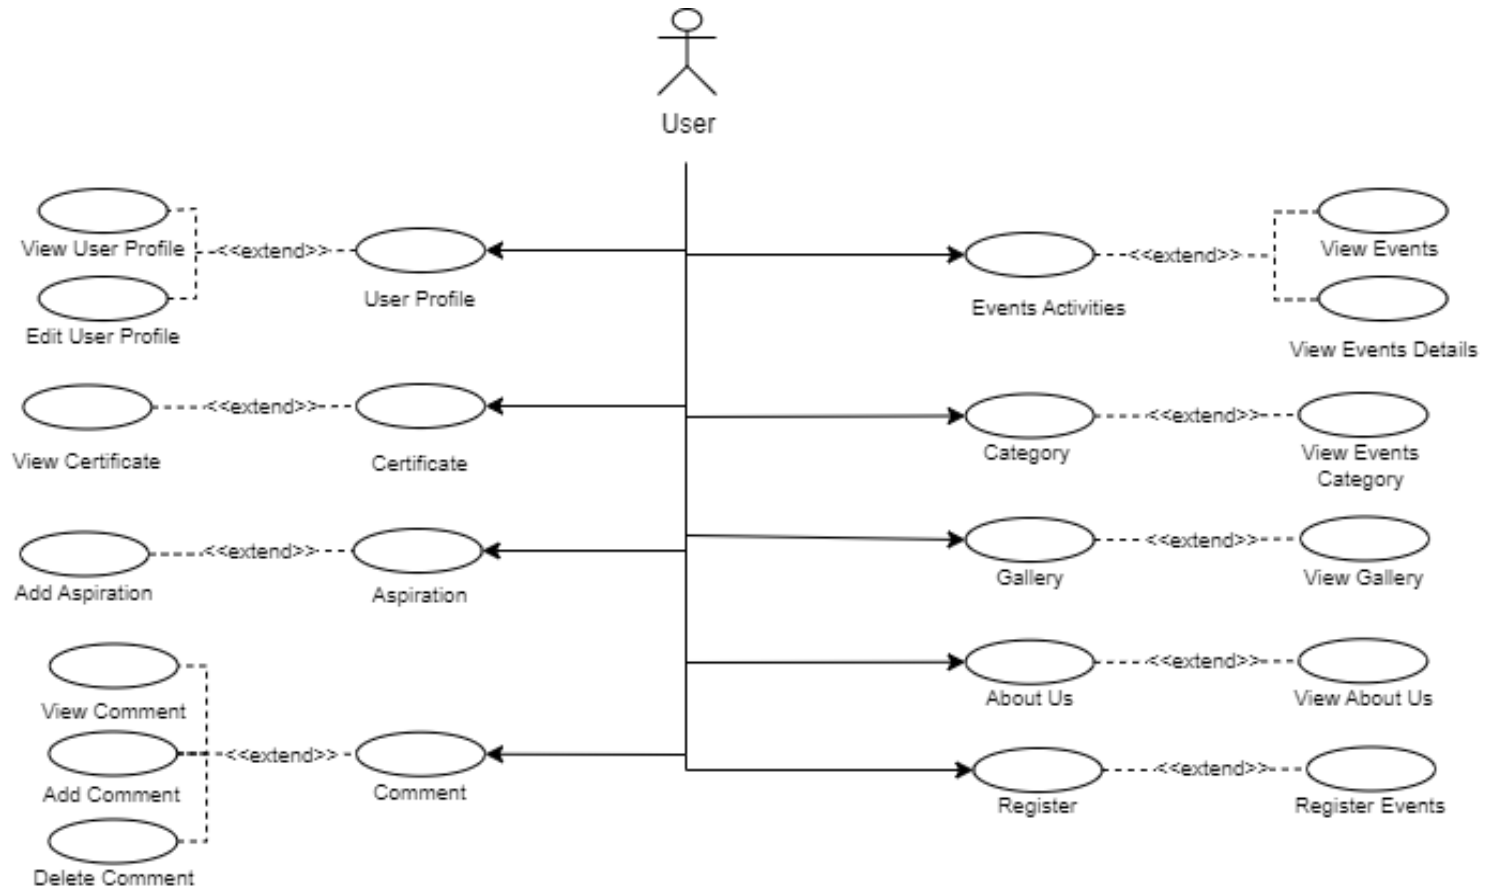 User
View User Profile
<<extend>>
Edit User Profile
User Profile
<<extend>>
View Certificate
Certificate
<<extend>>
Add Aspiration
Aspiration
View Comment
<<extend>>
Add Comment
Comment
Delete Comment
Events Activities
<<extend>>
View Events
View Events Details
Category
<<extend>>
View Events
Category
Gallery
<<extend>>
View Gallery
About Us
<<extend>>
View About Us
Register
<<extend>>
Register Events